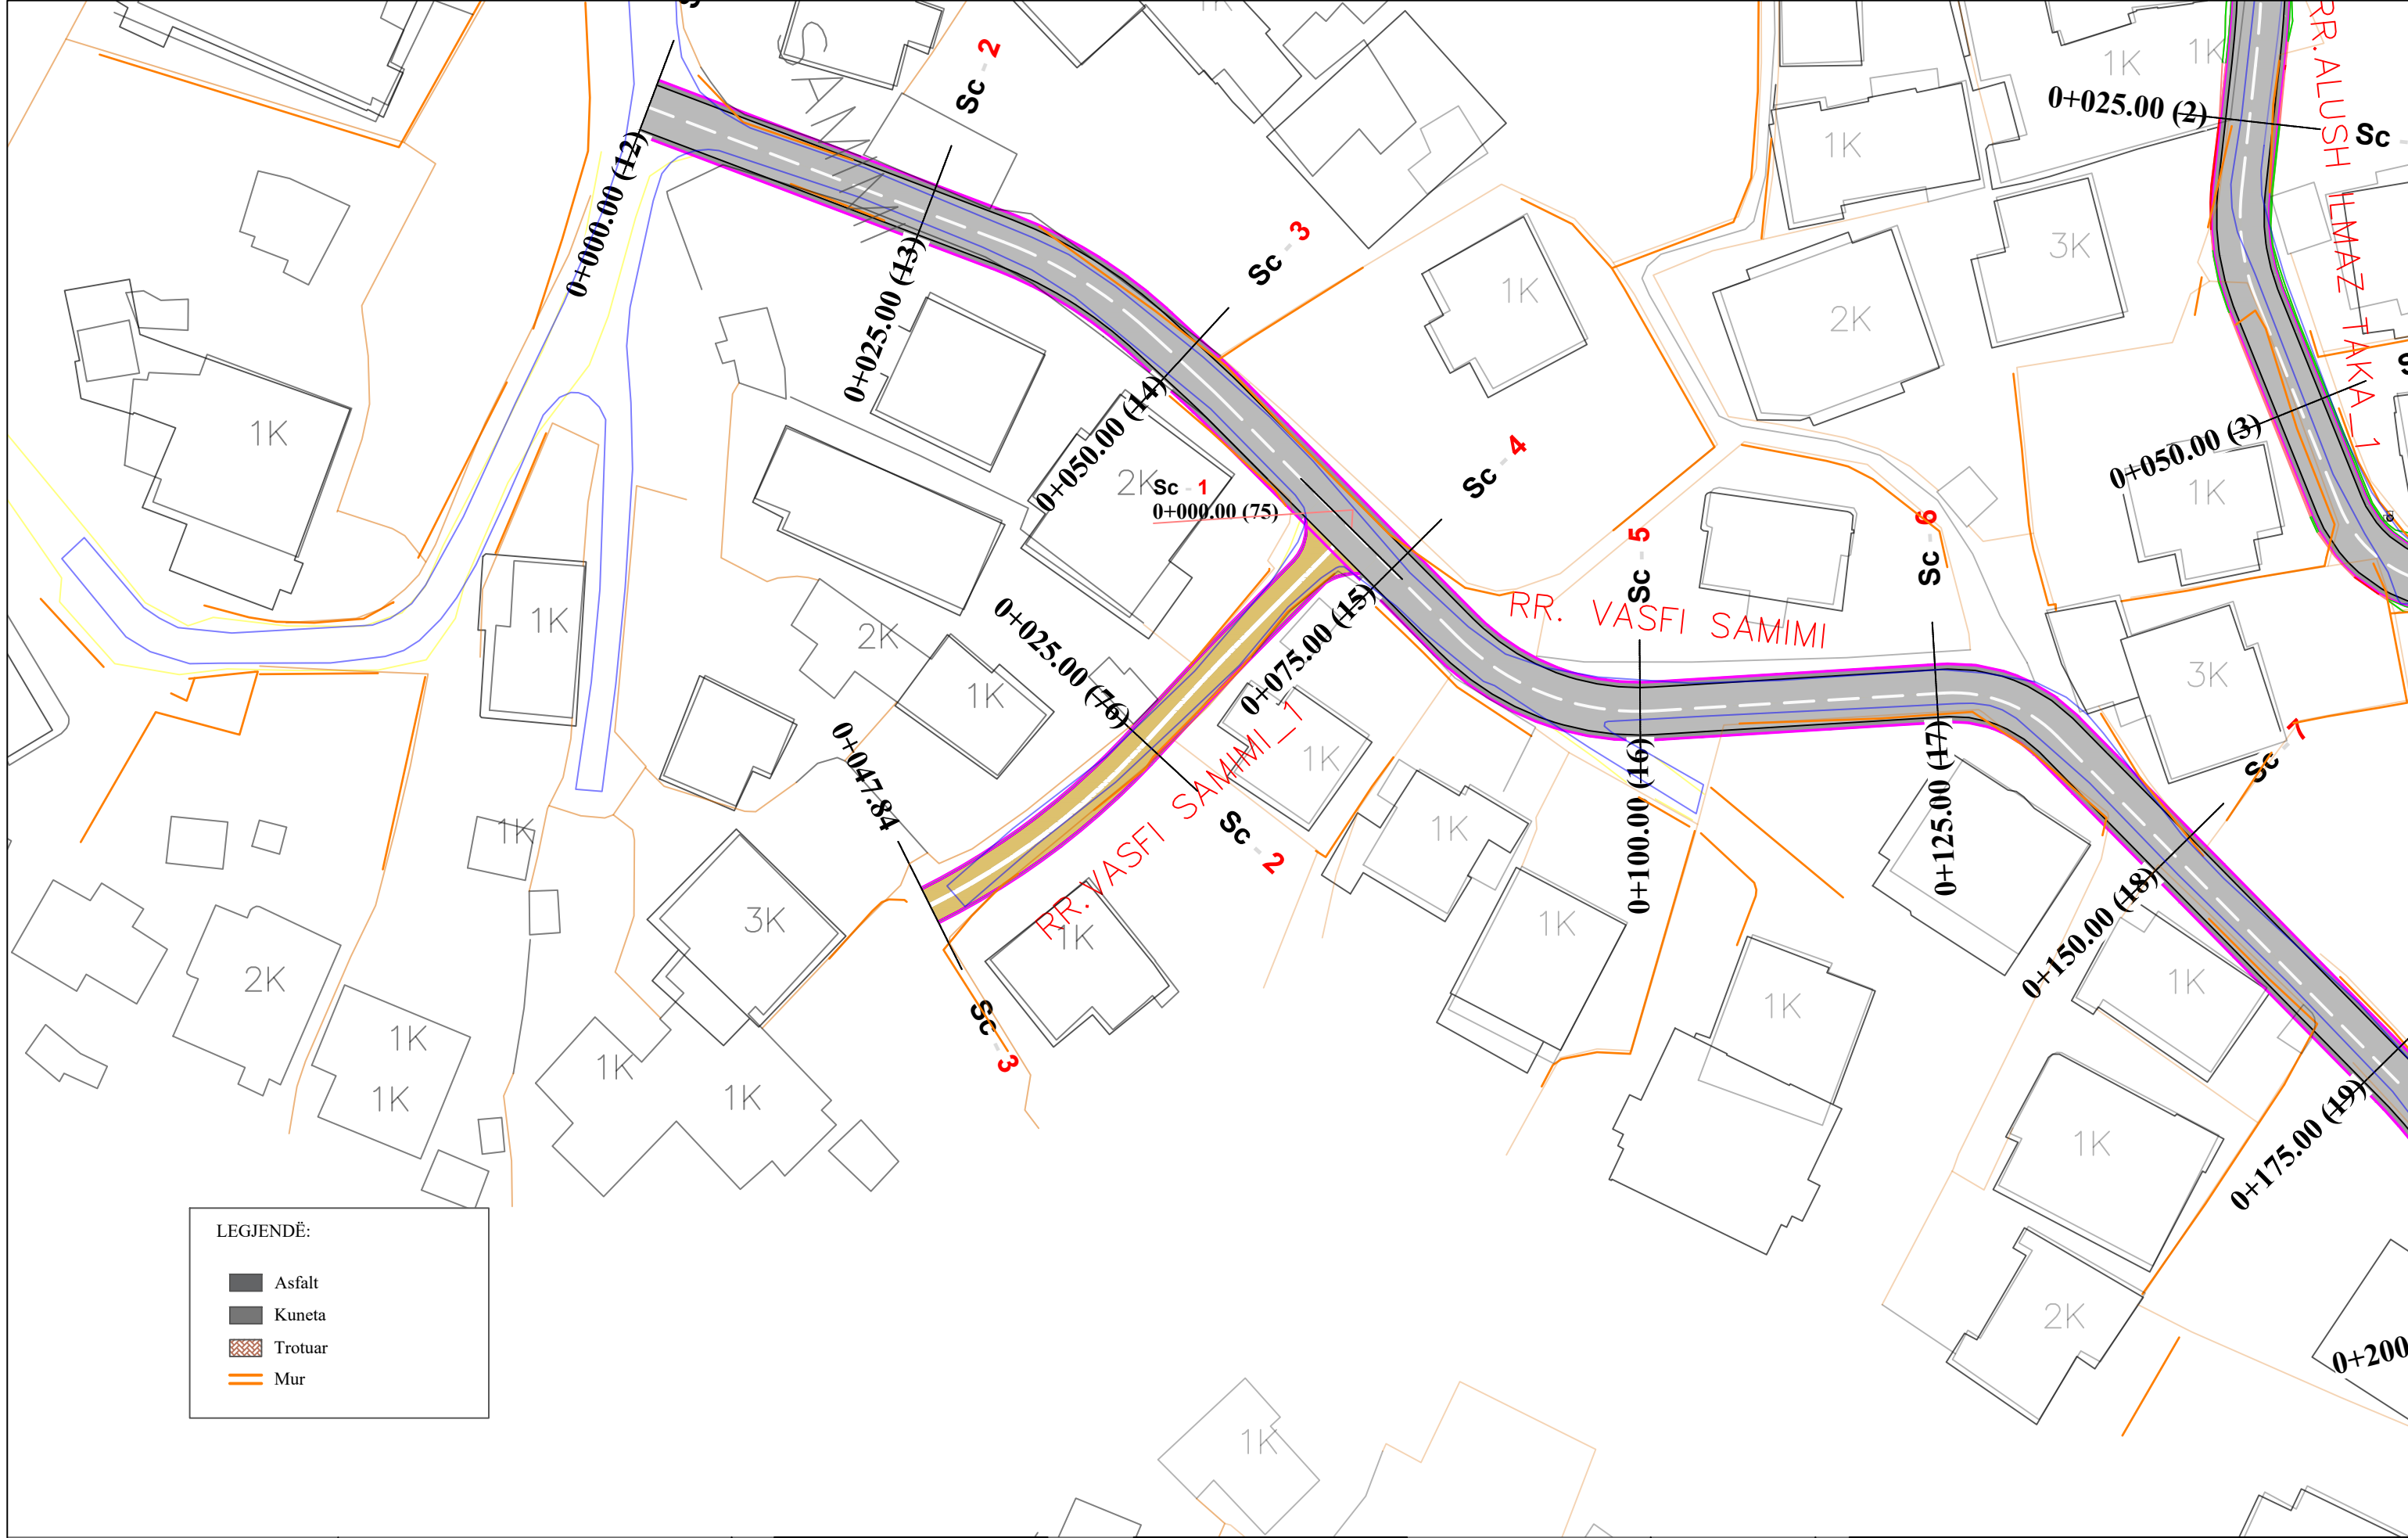 Sc - 2
1K
1K
1K
0+025.00 (2)
Sc -
RR.ALUSH ILMAZ TAKA_1
1K
0+000.00 (12)
0+025.00 (13)
Sc - 3
1K
2K
3K
1K
0+050.00 (14)
2K
Sc - 1
0+000.00 (75)
Sc - 4
Sc - 5
Sc - 6
0+050.00 (3)
1K
1K
2K
1K
0+025.00 (76)
0+075.00 (15)
RR. VASFI SAMIMI
3K
0+047.84
RR. VASFI SAMIMI_1
1K
Sc - 2
1K
0+100.00 (16)
0+125.00 (17)
Sc - 7
1K
3K
1K
1K
0+150.00 (18)
1K
2K
1K
1K
Sc - 3
1K
1K
1K
1K
0+175.00 (19)
2K
0+200
1K
LEGJENDË:
Asfalt
Kuneta
Trotuar
Mur